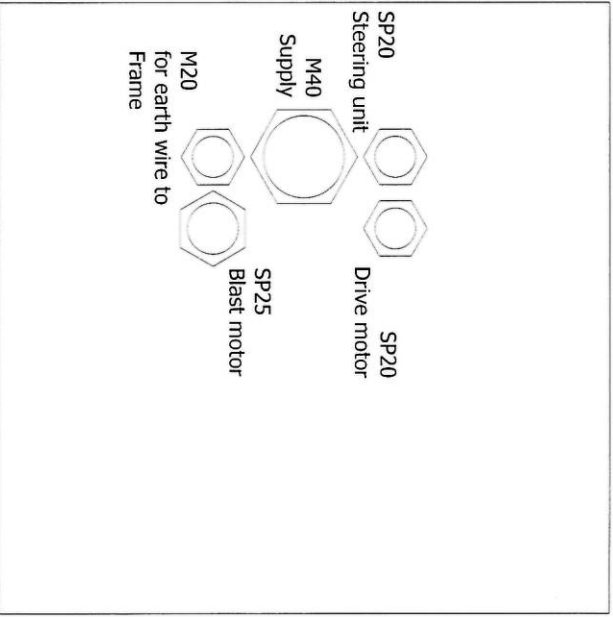 SP20
Steering unit
M40
Supply
M20
for earth wire to
Frame
SP20
Drive motor
SP25
Blast motor